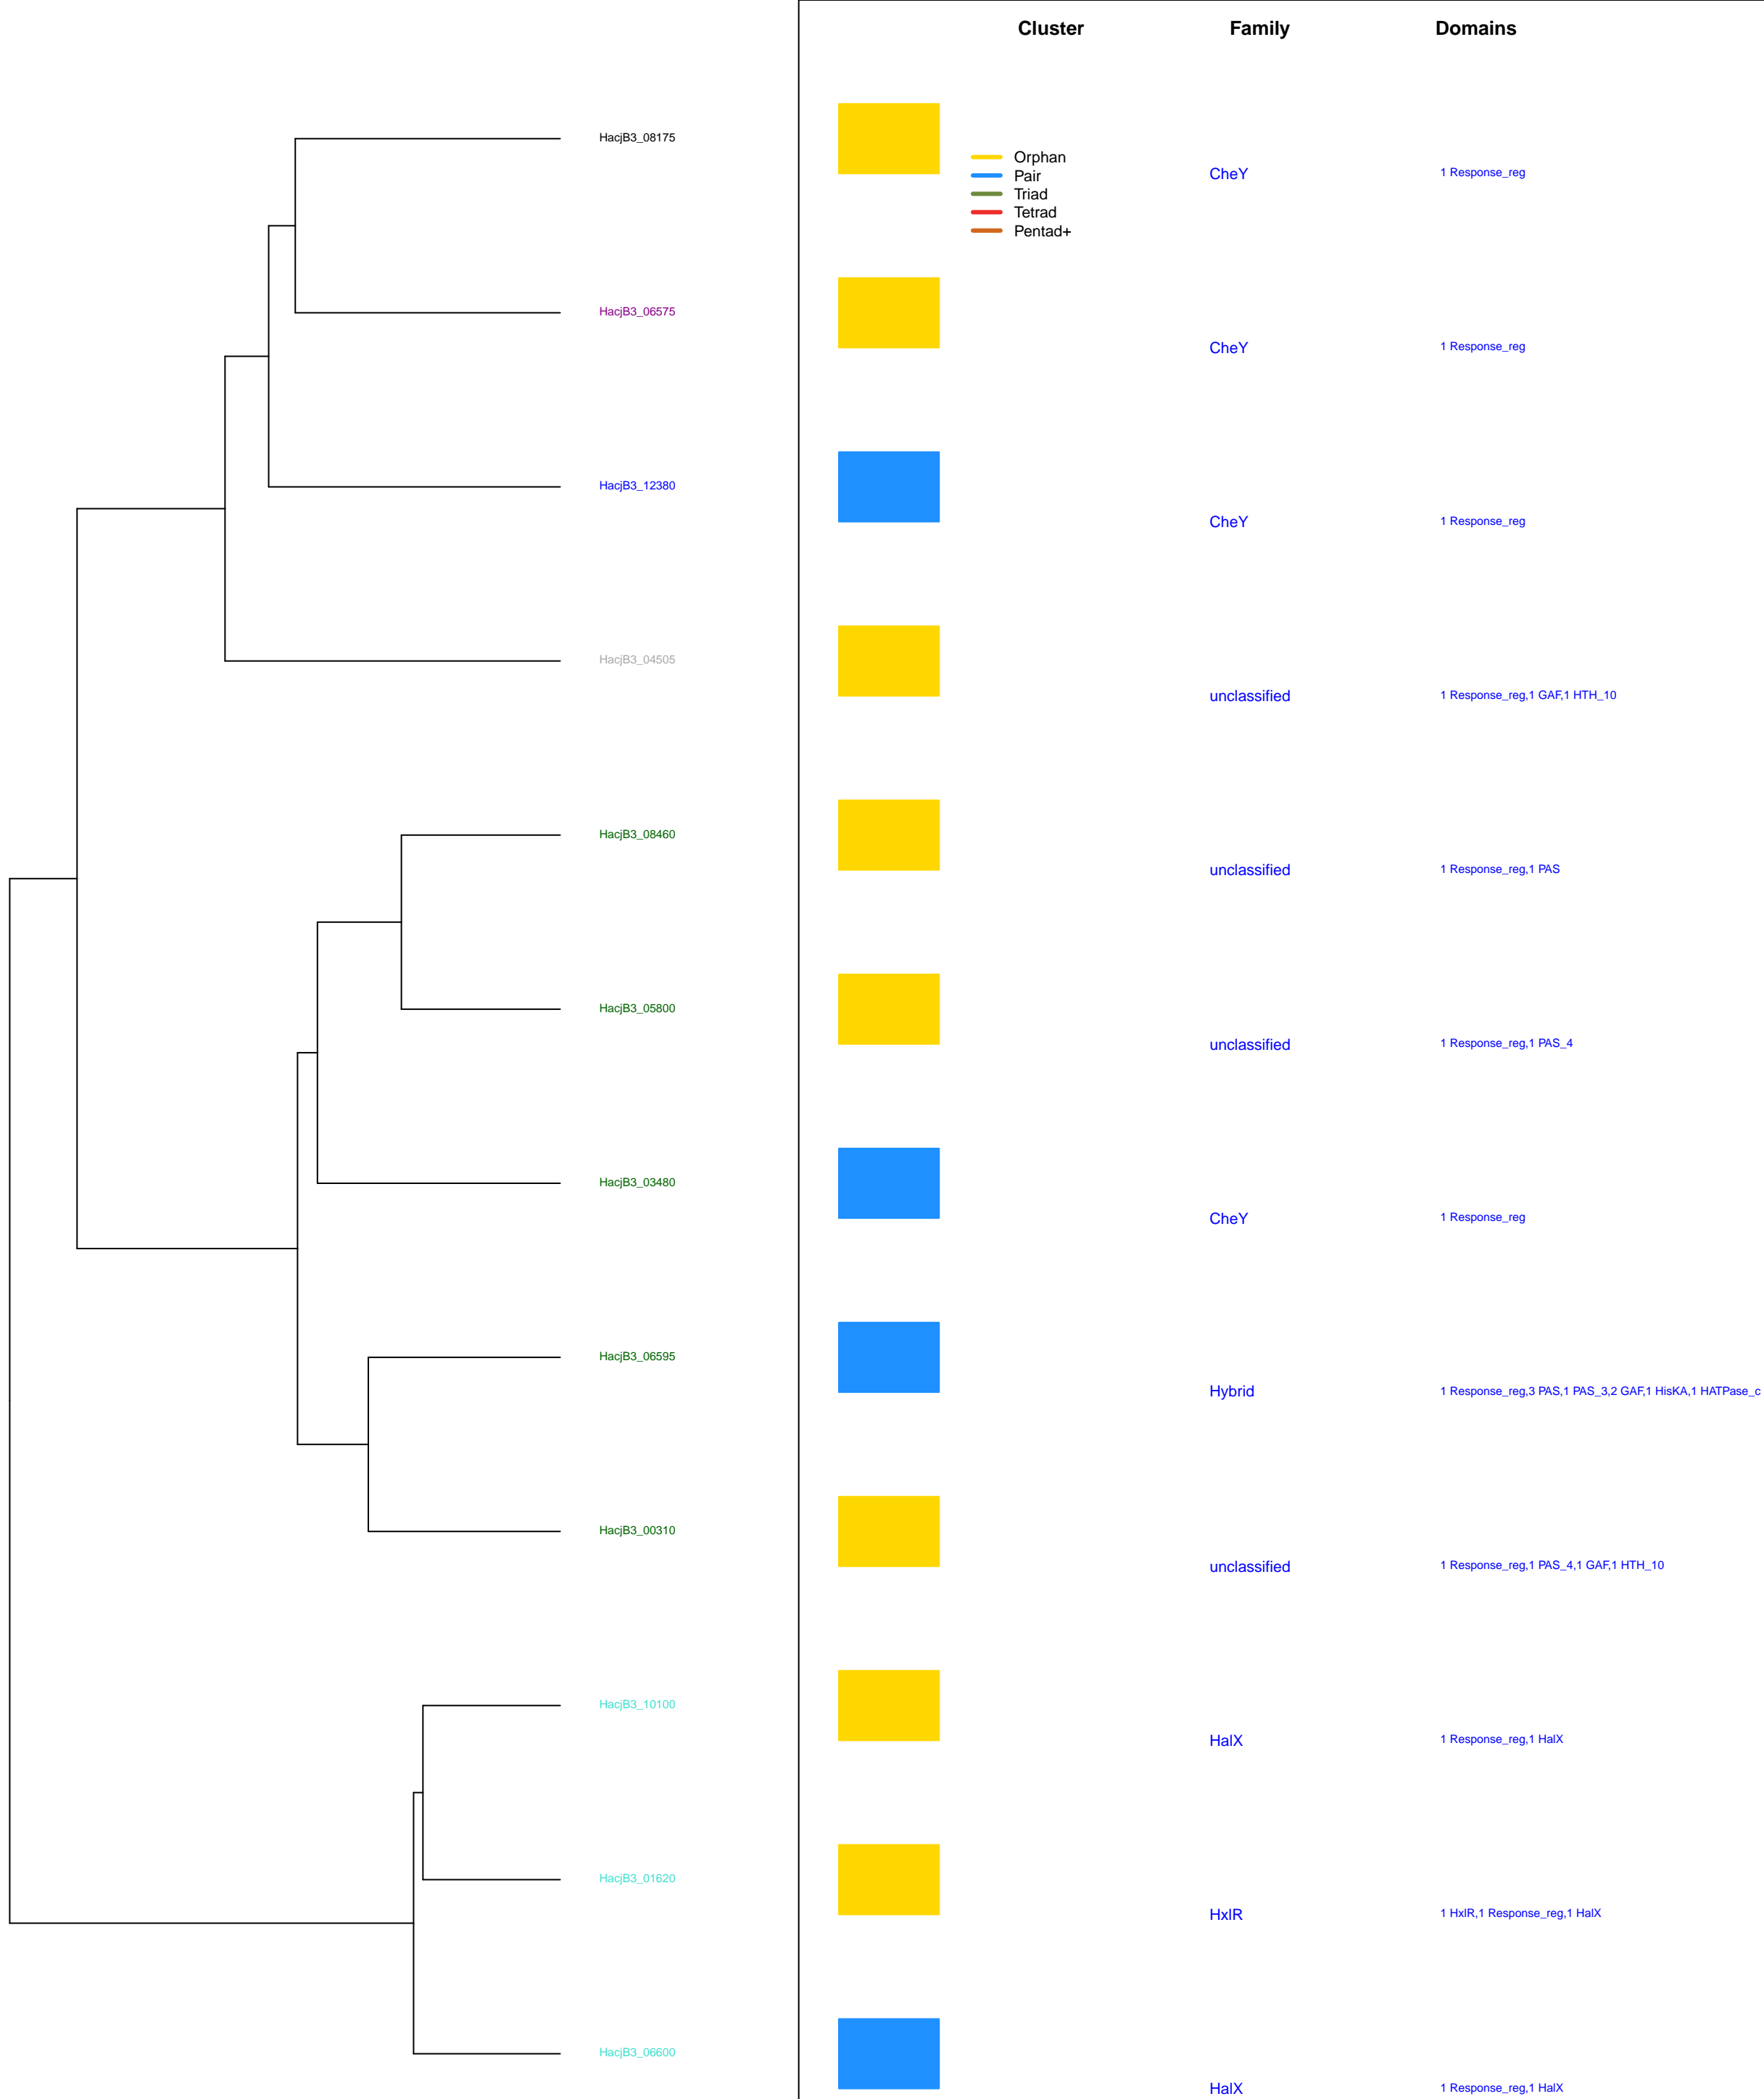 Cluster Family Domains
HacjB3_08175
Orphan
Pair
Triad
Tetrad
Pentad+
CheY 1 Response_reg
HacjB3_06575
CheY 1 Response_reg
HacjB3_12380
CheY 1 Response_reg
HacjB3_04505
unclassified 1 Response_reg,1 GAF,1 HTH_10
HacjB3_08460
unclassified 1 Response_reg,1 PAS
HacjB3_05800
unclassified 1 Response_reg,1 PAS_4
HacjB3_03480
CheY 1 Response_reg
HacjB3_06595
Hybrid 1 Response_reg,3 PAS,1 PAS_3,2 GAF,1 HisKA,1 HATPase_c
HacjB3_00310
unclassified 1 Response_reg,1 PAS_4,1 GAF,1 HTH_10
HacjB3_10100
HalX 1 Response_reg,1 HalX
HacjB3_01620
HxlR 1 HxlR,1 Response_reg,1 HalX
HacjB3_06600
HalX 1 Response_reg,1 HalX